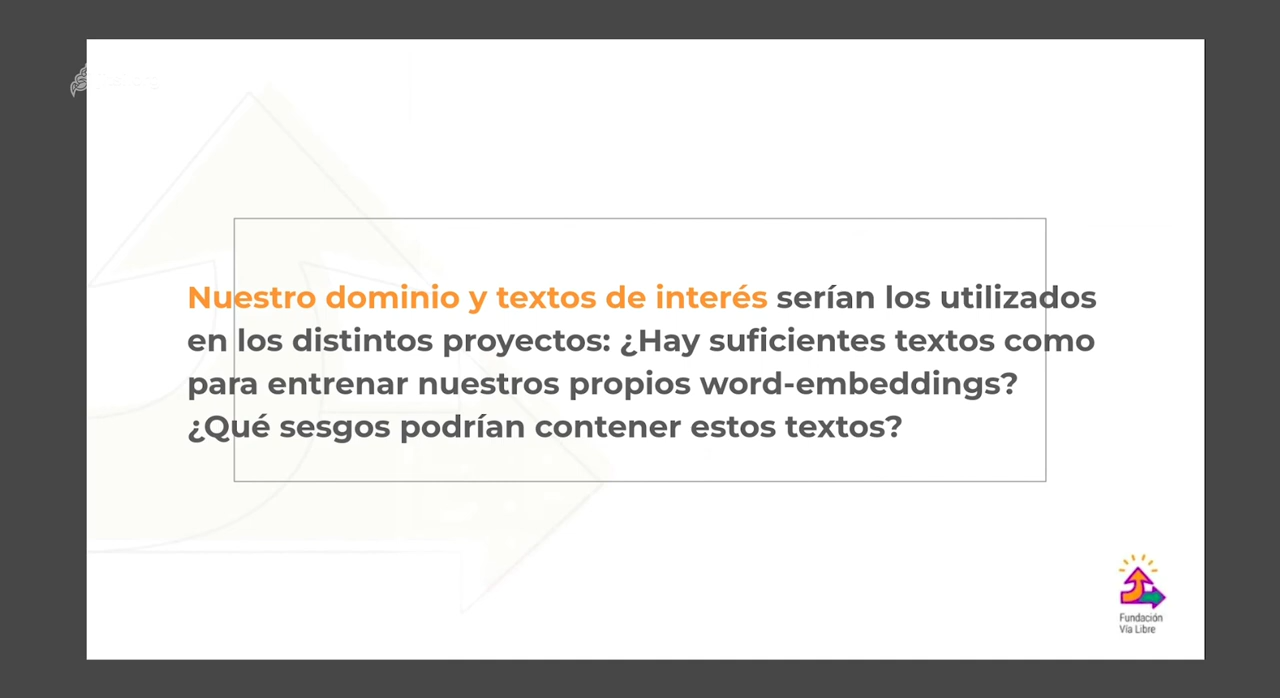 Nuestro dominio y textos de interés serían los utilizados
en los distintos proyectos: ¿Hay suficientes textos como
para entrenar nuestros propios word-embeddings?
¿Qué sesgos podrían contener estos textos?
Fundación
Vía Libre